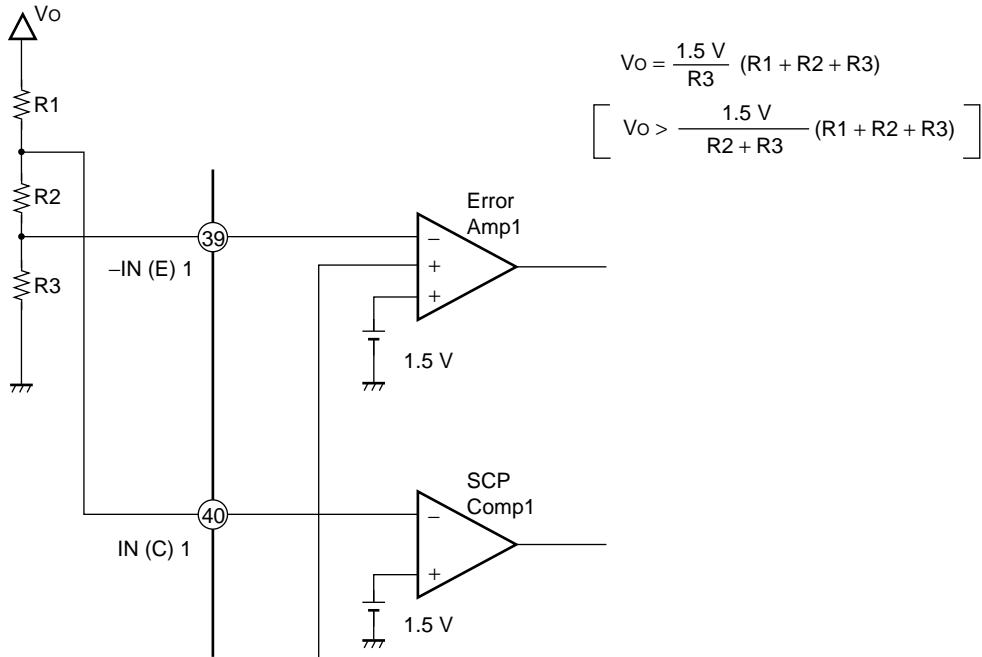 VO
R1
R2
R3
VO = 1.5 V / R3 (R1 + R2 + R3)
[ VO > 1.5 V / R2 + R3 (R1 + R2 + R3) ]
39
−IN (E) 1
Error
Amp1
−
+
+
1.5 V
40
IN (C) 1
SCP
Comp1
−
+
1.5 V